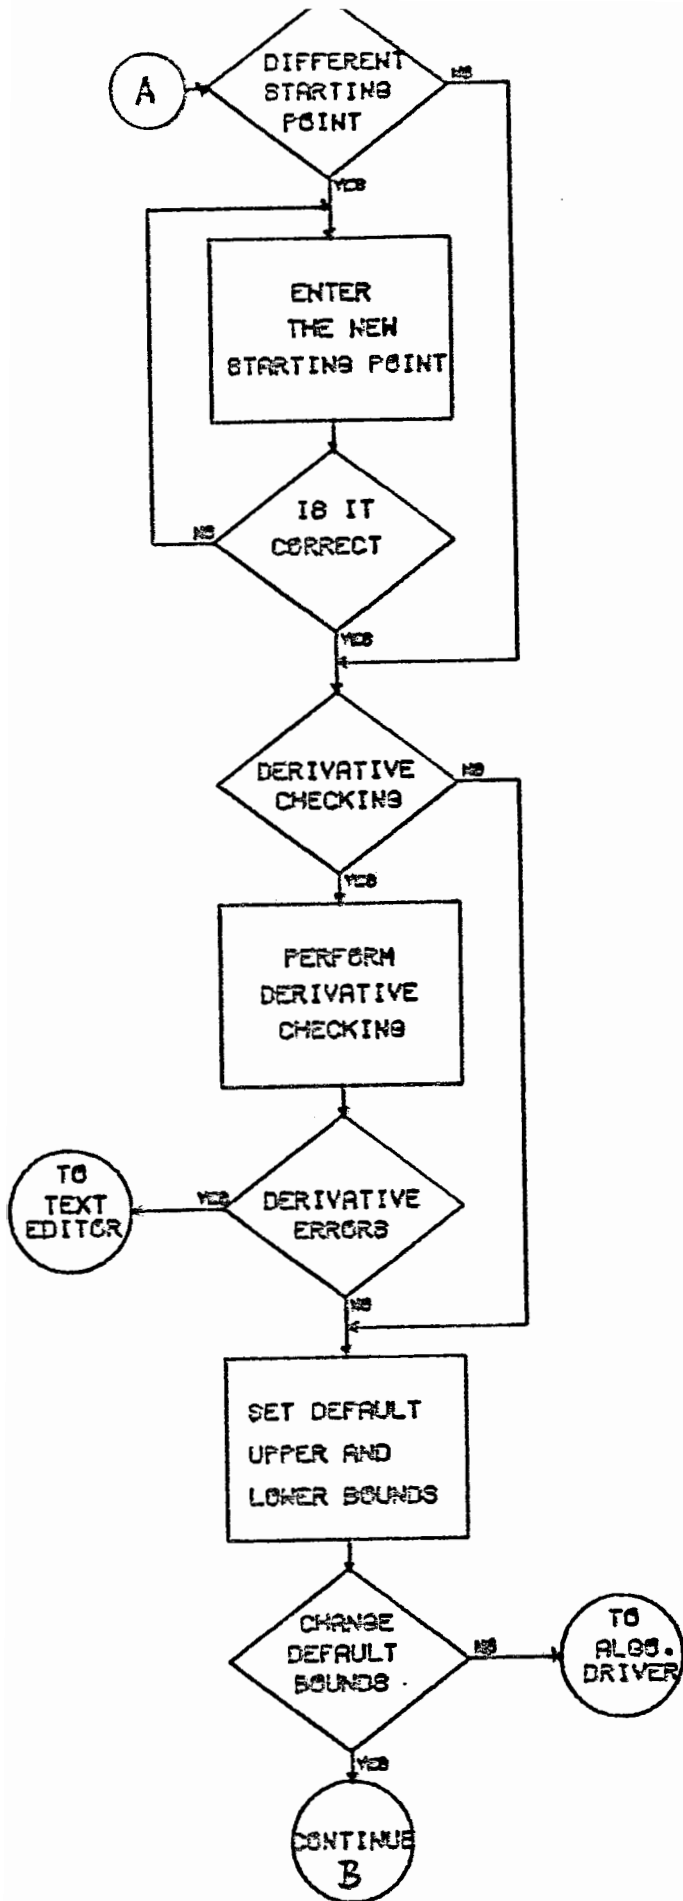 A
DIFFERENT
STARTING
POINT
NO
YES
ENTER
THE NEW
STARTING POINT
IS IT
CORRECT
NO
YES
DERIVATIVE
CHECKING
NO
YES
PERFORM
DERIVATIVE
CHECKING
TO
TEXT
EDITOR
YES
DERIVATIVE
ERRORS
NO
SET DEFAULT
UPPER AND
LOWER BOUNDS
CHANGE
DEFAULT
BOUNDS
NO
TO
ALGO.
DRIVER
YES
CONTINUE
B